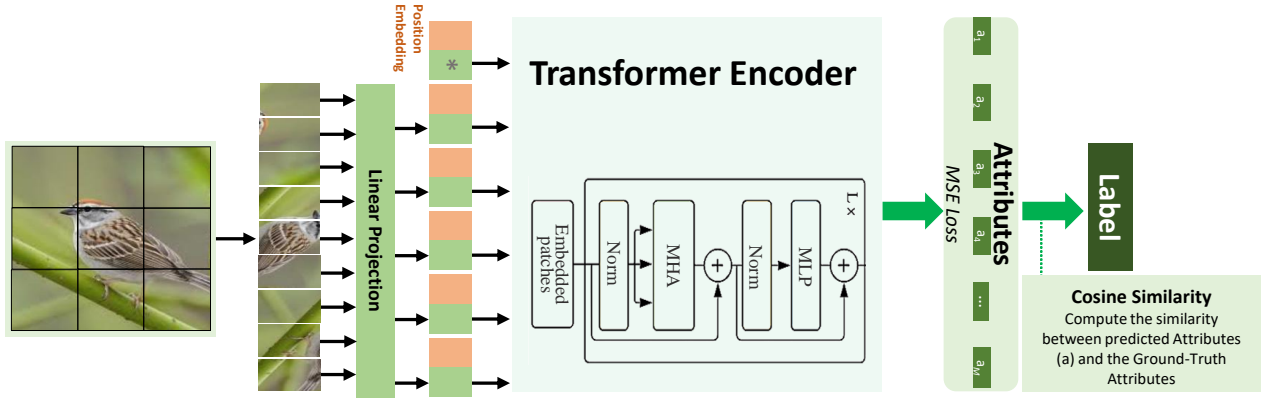 Position
Embedding
*
Linear Projection
Transformer Encoder
Embedded
patches
Norm
MHA
+
Norm
MLP
+
L ×
MSE Loss
a1
a2
a3
a4
...
aM
Attributes
Label
Cosine Similarity
Compute the similarity
between predicted Attributes
(a) and the Ground-Truth
Attributes